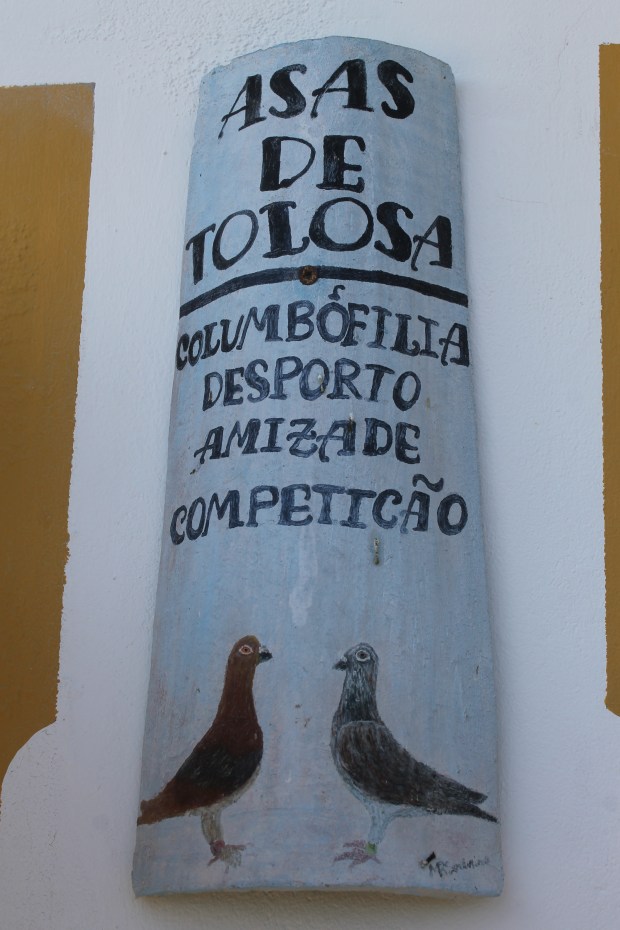 ASAS
DE
TOLOSA
COLUMBÓFILIA
DESPORTO
AMIZADE
COMPETIÇÃO